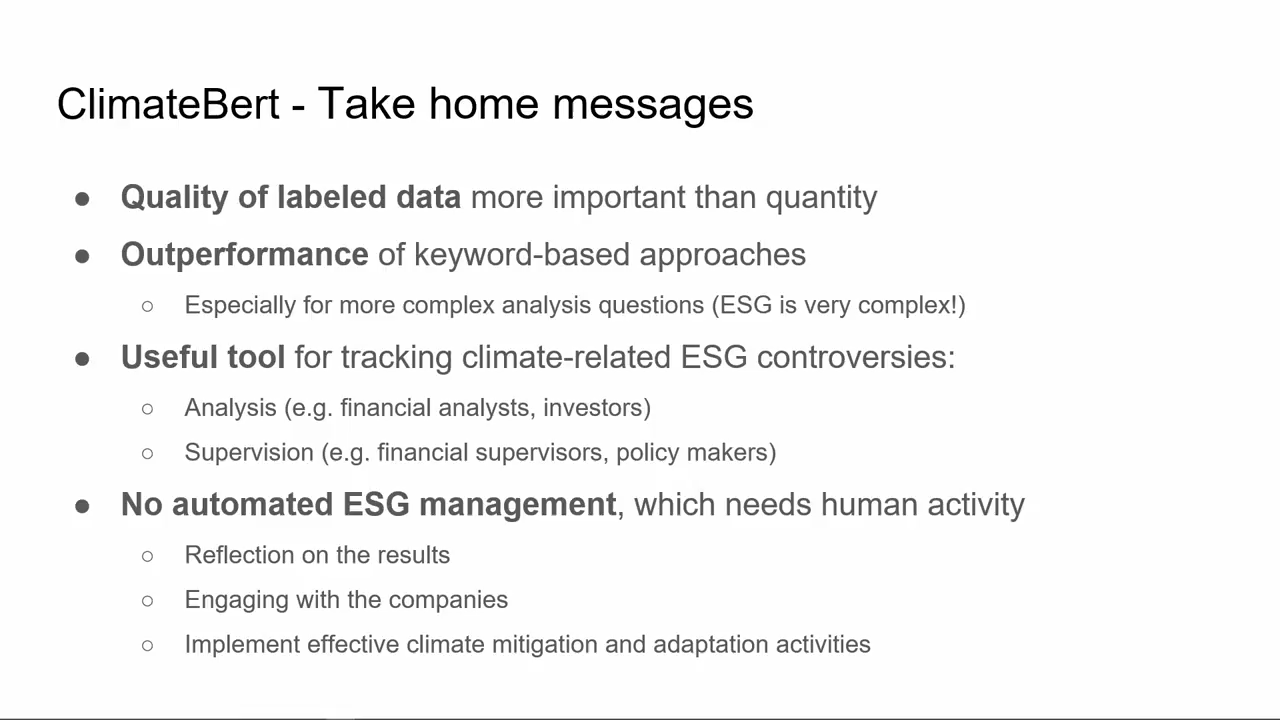 ClimateBert - Take home messages
● Quality of labeled data more important than quantity
● Outperformance of keyword-based approaches
○ Especially for more complex analysis questions (ESG is very complex!)
● Useful tool for tracking climate-related ESG controversies:
○ Analysis (e.g. financial analysts, investors)
○ Supervision (e.g. financial supervisors, policy makers)
● No automated ESG management, which needs human activity
○ Reflection on the results
○ Engaging with the companies
○ Implement effective climate mitigation and adaptation activities